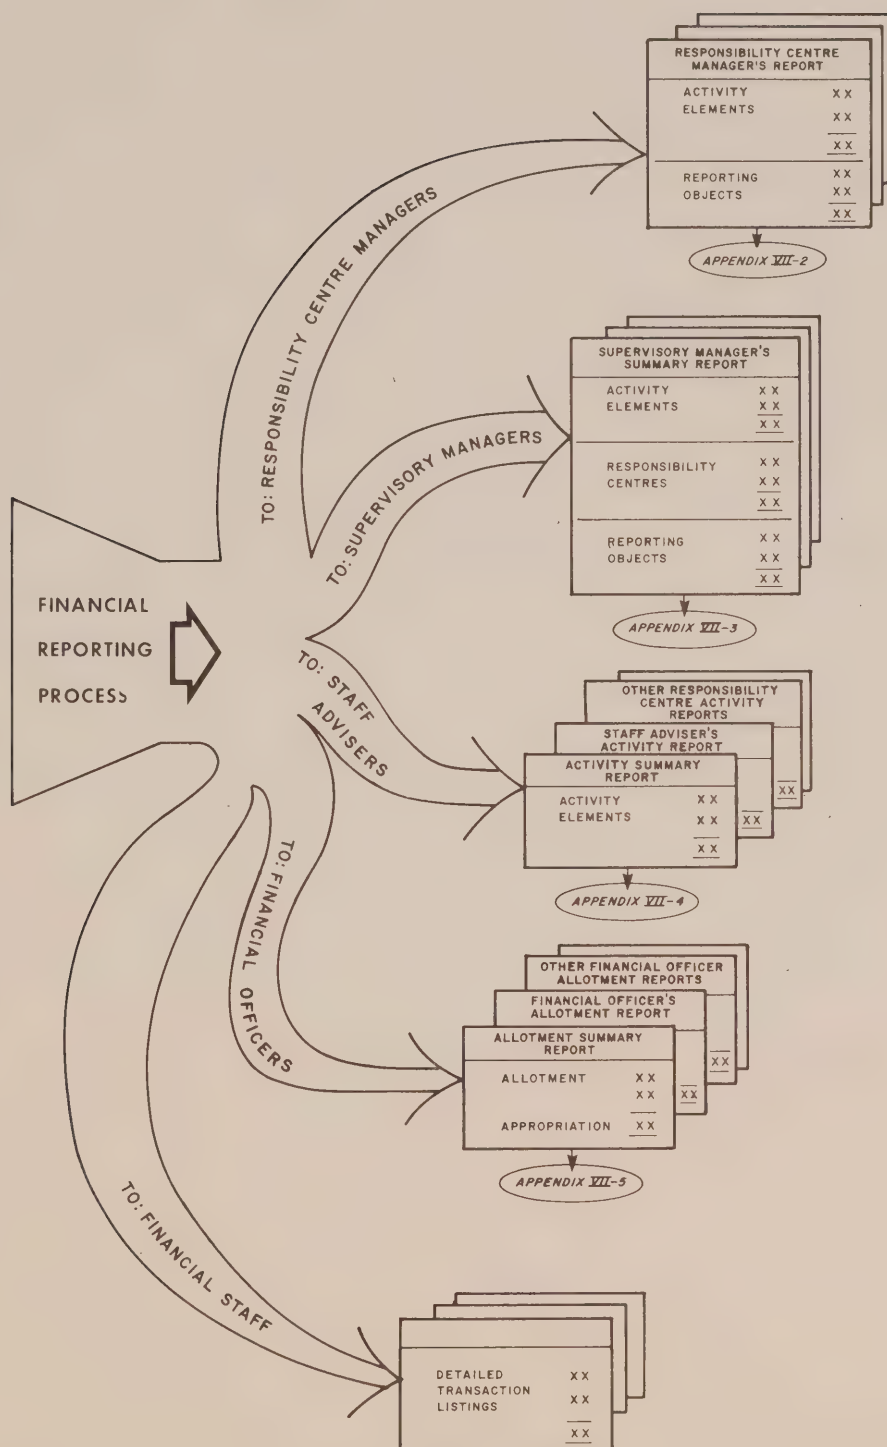 RESPONSIBILITY CENTRE
MANAGER'S REPORT
ACTIVITY XX
ELEMENTS XX
XX
REPORTING XX
OBJECTS XX
XX
APPENDIX VII-2
TO: RESPONSIBILITY CENTRE MANAGERS
SUPERVISORY MANAGER'S
SUMMARY REPORT
ACTIVITY XX
ELEMENTS XX
XX
RESPONSIBILITY XX
CENTRES XX
XX
REPORTING XX
OBJECTS XX
XX
APPENDIX VII-3
TO: SUPERVISORY MANAGERS
FINANCIAL
REPORTING
PROCESS
TO: STAFF
ADVISERS
OTHER RESPONSIBILITY
CENTRE ACTIVITY
REPORTS
XX
STAFF ADVISER'S
ACTIVITY REPORT
XX
ACTIVITY SUMMARY
REPORT
ACTIVITY XX
ELEMENTS XX
XX
APPENDIX VII-4
TO: FINANCIAL OFFICERS
OTHER FINANCIAL OFFICER
ALLOTMENT REPORTS
XX
FINANCIAL OFFICER'S
ALLOTMENT REPORT
XX
ALLOTMENT SUMMARY
REPORT
ALLOTMENT XX
XX
APPROPRIATION XX
APPENDIX VII-5
TO: FINANCIAL STAFF
DETAILED XX
TRANSACTION XX
LISTINGS
XX